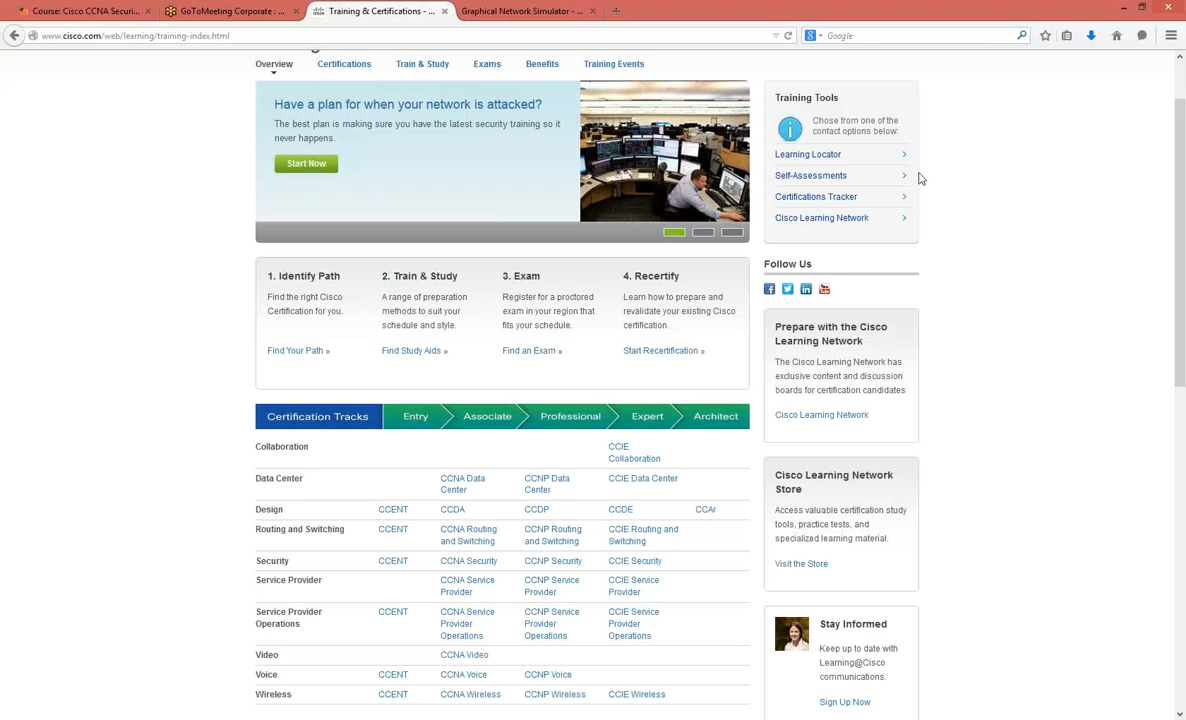 Course: Cisco CCNA Securi...
GoToMeeting Corporate : ...
Training & Certifications - ...
Graphical Network Simulator - ...
www.cisco.com/web/learning/training-index.html
Google
Overview
Certifications
Train & Study
Exams
Benefits
Training Events
Have a plan for when your network is attacked?
The best plan is making sure you have the latest security training so it
never happens.
Start Now
Training Tools
Chose from one of the
contact options below:
Learning Locator
Self-Assessments
Certifications Tracker
Cisco Learning Network
Follow Us
1. Identify Path
Find the right Cisco
Certification for you.
Find Your Path »
2. Train & Study
A range of preparation
methods to suit your
schedule and style.
Find Study Aids »
3. Exam
Register for a proctored
exam in your region that
fits your schedule.
Find an Exam »
4. Recertify
Learn how to prepare and
revalidate your existing Cisco
certification.
Start Recertification »
Prepare with the Cisco
Learning Network
The Cisco Learning Network has
exclusive content and discussion
boards for certification candidates
Cisco Learning Network
Certification Tracks
Entry
Associate
Professional
Expert
Architect
Collaboration
CCIE
Collaboration
Data Center
CCNA Data
Center
CCNP Data
Center
CCIE Data Center
Design
CCENT
CCDA
CCDP
CCDE
CCAr
Routing and Switching
CCENT
CCNA Routing
and Switching
CCNP Routing
and Switching
CCIE Routing and
Switching
Security
CCENT
CCNA Security
CCNP Security
CCIE Security
Service Provider
CCNA Service
Provider
CCNP Service
Provider
CCIE Service
Provider
Service Provider
Operations
CCENT
CCNA Service
Provider
Operations
CCNP Service
Provider
Operations
CCIE Service
Provider
Operations
Video
CCNA Video
Voice
CCENT
CCNA Voice
CCNP Voice
Wireless
CCENT
CCNA Wireless
CCNP Wireless
CCIE Wireless
Cisco Learning Network
Store
Access valuable certification study
tools, practice tests, and
specialized learning material.
Visit the Store
Stay Informed
Keep up to date with
Learning@Cisco
communications.
Sign Up Now